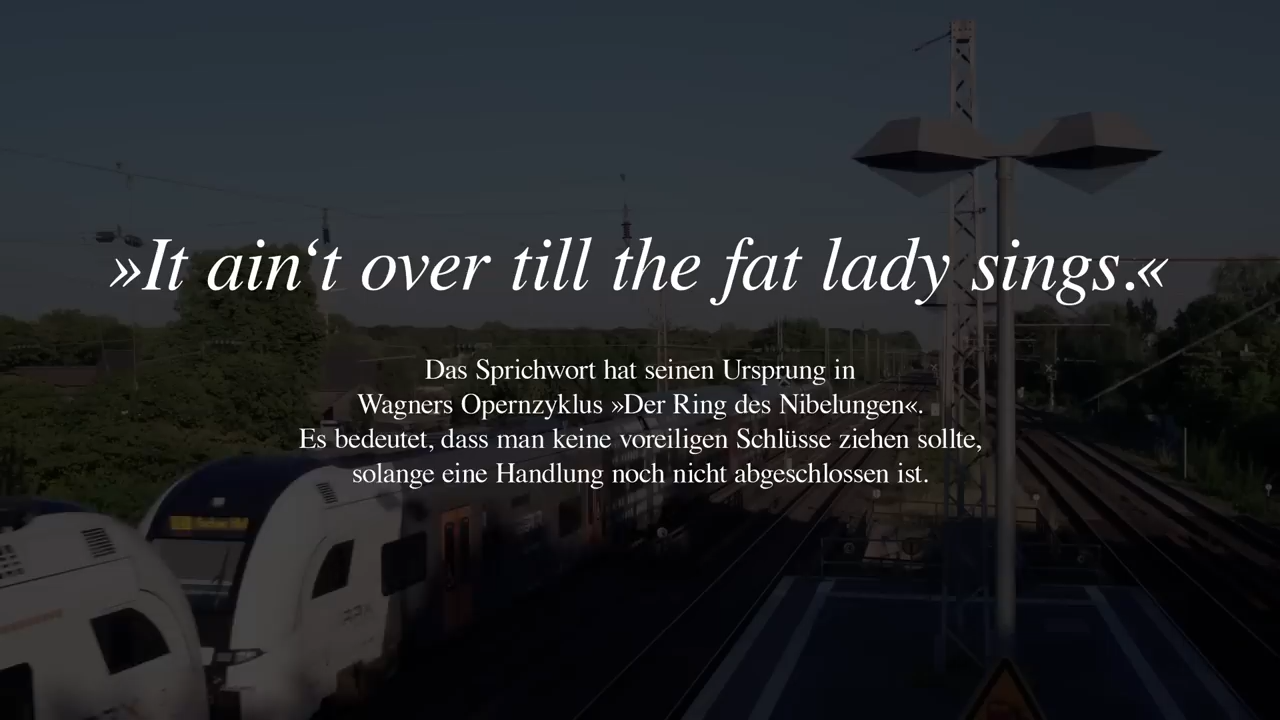 »It ain‘t over till the fat lady sings.«
Das Sprichwort hat seinen Ursprung in
Wagners Opernzyklus »Der Ring des Nibelungen«.
Es bedeutet, dass man keine voreiligen Schlüsse ziehen sollte,
solange eine Handlung noch nicht abgeschlossen ist.